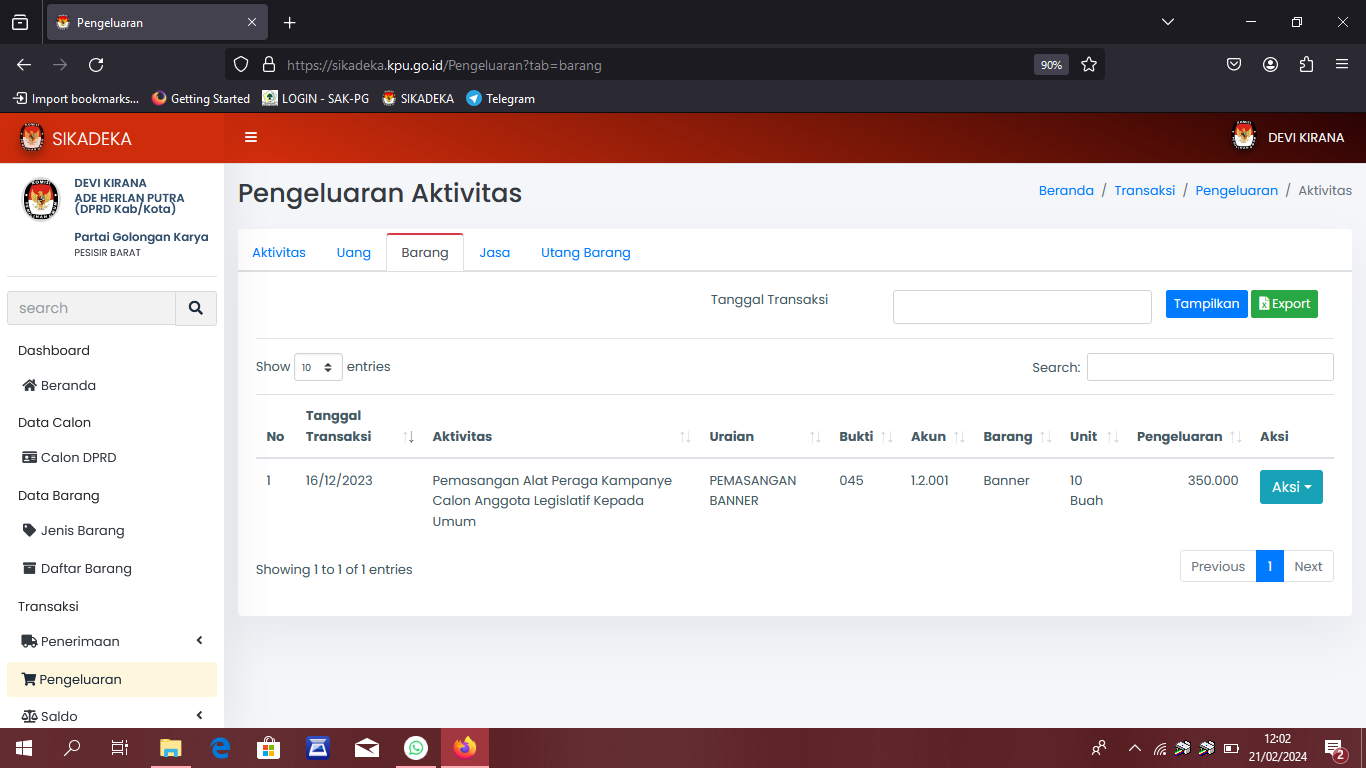 Pengeluaran
https://sikadeka.kpu.go.id/Pengeluaran?tab=barang
90%
Import bookmarks...
Getting Started
LOGIN - SAK-PG
SIKADEKA
Telegram
SIKADEKA
DEVI KIRANA
DEVI KIRANA
ADE HERLAN PUTRA
(DPRD Kab/Kota)
Partai Golongan Karya
PESISIR BARAT
search
Dashboard
Beranda
Data Calon
Calon DPRD
Data Barang
Jenis Barang
Daftar Barang
Transaksi
Penerimaan
Pengeluaran
Saldo
Pengeluaran Aktivitas
Beranda / Transaksi / Pengeluaran / Aktivitas
Aktivitas Uang Barang Jasa Utang Barang
Tanggal Transaksi
Tampilkan
Export
Show 10 entries
Search:
No Tanggal Transaksi Aktivitas Uraian Bukti Akun Barang Unit Pengeluaran Aksi
1 16/12/2023 Pemasangan Alat Peraga Kampanye PEMASANGAN 045 1.2.001 Banner 10 350.000 Aksi
Calon Anggota Legislatif Kepada BANNER Buah
Umum
Showing 1 to 1 of 1 entries
Previous 1 Next
12:02
21/02/2024
2